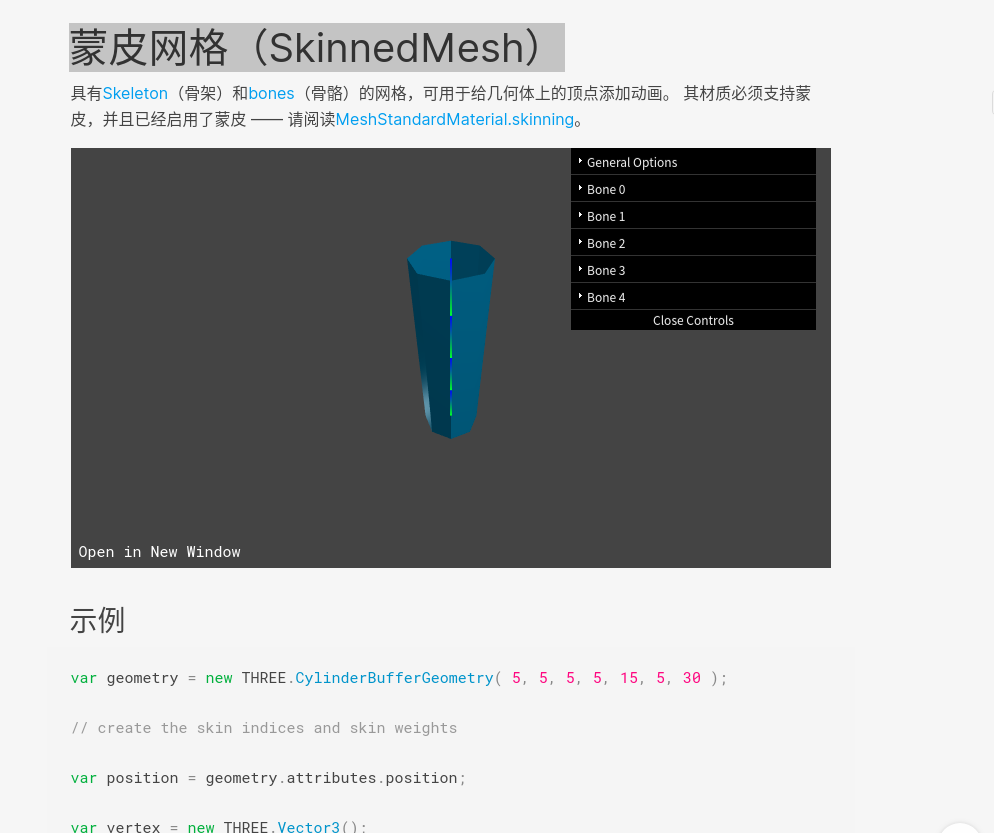 蒙皮网格（SkinnedMesh）
具有Skeleton（骨架）和bones（骨骼）的网格，可用于给几何体上的顶点添加动画。 其材质必须支持蒙
皮，并且已经启用了蒙皮 —— 请阅读MeshStandardMaterial.skinning。
General Options
Bone 0
Bone 1
Bone 2
Bone 3
Bone 4
Close Controls
Open in New Window
示例
var geometry = new THREE.CylinderBufferGeometry( 5, 5, 5, 5, 15, 5, 30 );
// create the skin indices and skin weights
var position = geometry.attributes.position;
var vertex = new THREE.Vector3();